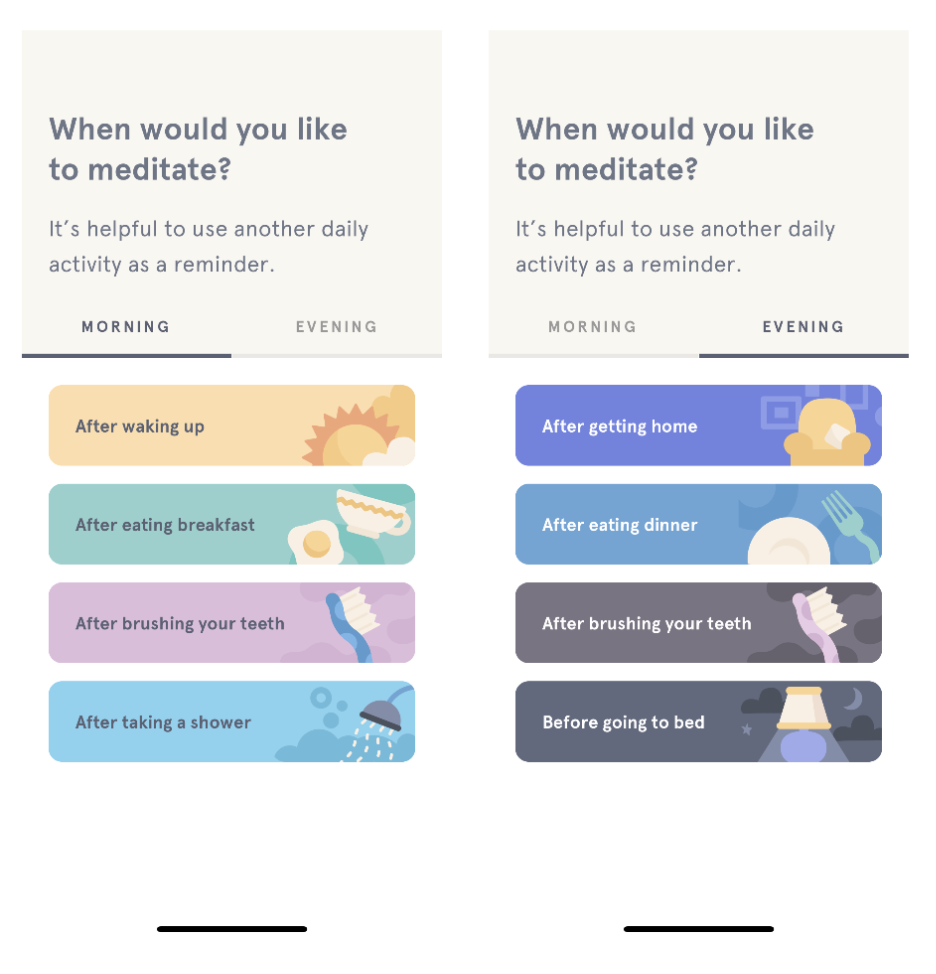 When would you like
to meditate?
It’s helpful to use another daily
activity as a reminder.
MORNING EVENING
After waking up
After eating breakfast
After brushing your teeth
After taking a shower
When would you like
to meditate?
It’s helpful to use another daily
activity as a reminder.
MORNING EVENING
After getting home
After eating dinner
After brushing your teeth
Before going to bed